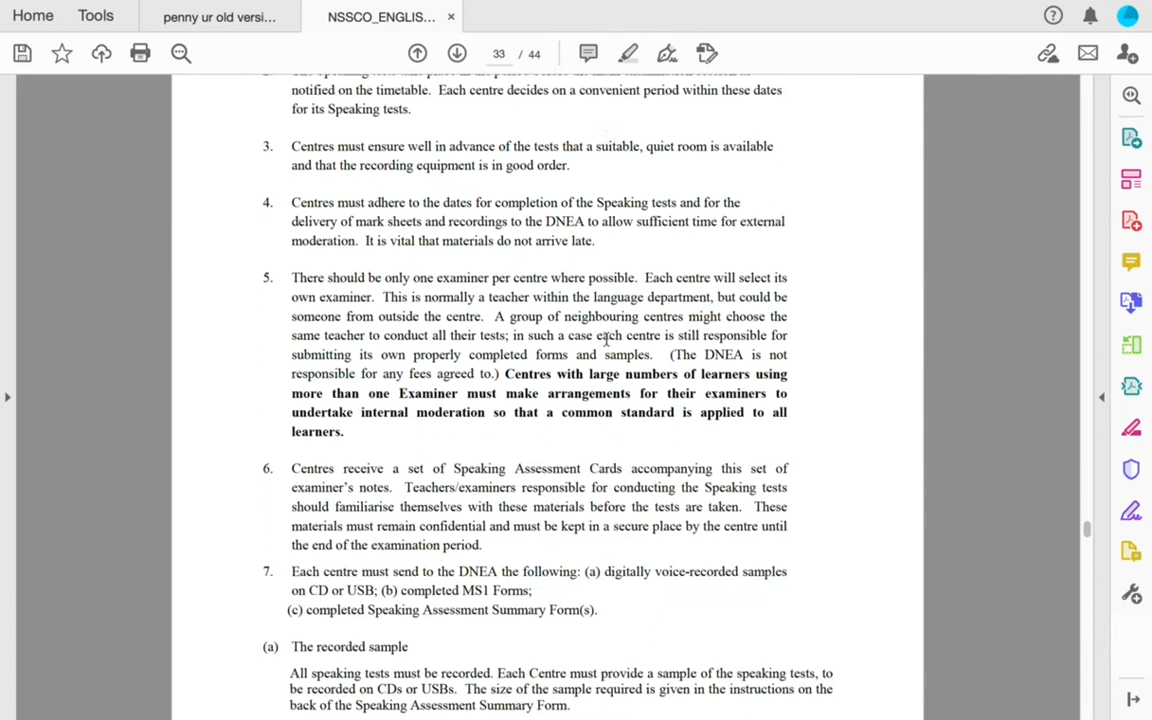 Home Tools penny ur old versi... NSSCO_ENGLIS... ×
33 / 44
notified on the timetable. Each centre decides on a convenient period within these dates
for its Speaking tests.
3. Centres must ensure well in advance of the tests that a suitable, quiet room is available
and that the recording equipment is in good order.
4. Centres must adhere to the dates for completion of the Speaking tests and for the
delivery of mark sheets and recordings to the DNEA to allow sufficient time for external
moderation. It is vital that materials do not arrive late.
5. There should be only one examiner per centre where possible. Each centre will select its
own examiner. This is normally a teacher within the language department, but could be
someone from outside the centre. A group of neighbouring centres might choose the
same teacher to conduct all their tests; in such a case each centre is still responsible for
submitting its own properly completed forms and samples. (The DNEA is not
responsible for any fees agreed to.) Centres with large numbers of learners using
more than one Examiner must make arrangements for their examiners to
undertake internal moderation so that a common standard is applied to all
learners.
6. Centres receive a set of Speaking Assessment Cards accompanying this set of
examiner's notes. Teachers/examiners responsible for conducting the Speaking tests
should familiarise themselves with these materials before the tests are taken. These
materials must remain confidential and must be kept in a secure place by the centre until
the end of the examination period.
7. Each centre must send to the DNEA the following: (a) digitally voice-recorded samples
on CD or USB; (b) completed MS1 Forms;
(c) completed Speaking Assessment Summary Form(s).
(a) The recorded sample
All speaking tests must be recorded. Each Centre must provide a sample of the speaking tests, to
be recorded on CDs or USBs. The size of the sample required is given in the instructions on the
back of the Speaking Assessment Summary Form.